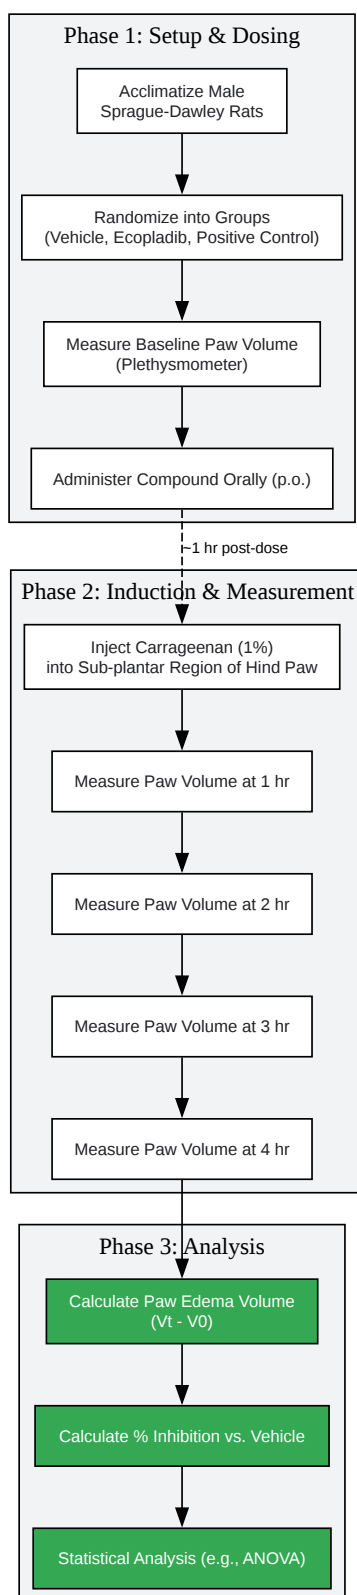 Phase 1: Setup & Dosing
Acclimatize Male
Sprague-Dawley Rats
Randomize into Groups
(Vehicle, Ecopladib, Positive Control)
Measure Baseline Paw Volume
(Plethysmometer)
Administer Compound Orally (p.o.)
~1 hr post-dose
Phase 2: Induction & Measurement
Inject Carrageenan (1%)
into Sub-plantar Region of Hind Paw
Measure Paw Volume at 1 hr
Measure Paw Volume at 2 hr
Measure Paw Volume at 3 hr
Measure Paw Volume at 4 hr
Phase 3: Analysis
Calculate Paw Edema Volume
(Vt - V0)
Calculate % Inhibition vs. Vehicle
Statistical Analysis (e.g., ANOVA)